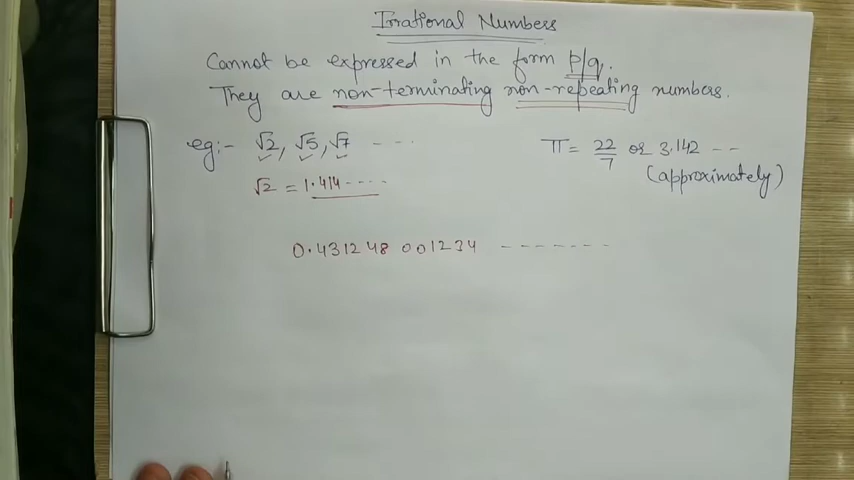 Irrational Numbers
Cannot be expressed in the form p/q.
They are non-terminating non-repeating numbers.
eg:- √2, √5, √7 - - - -
π = 22/7 or 3.142 - -
(approximately)
√2 = 1.414 - - - -
0.431248 001234 - - - - - - -